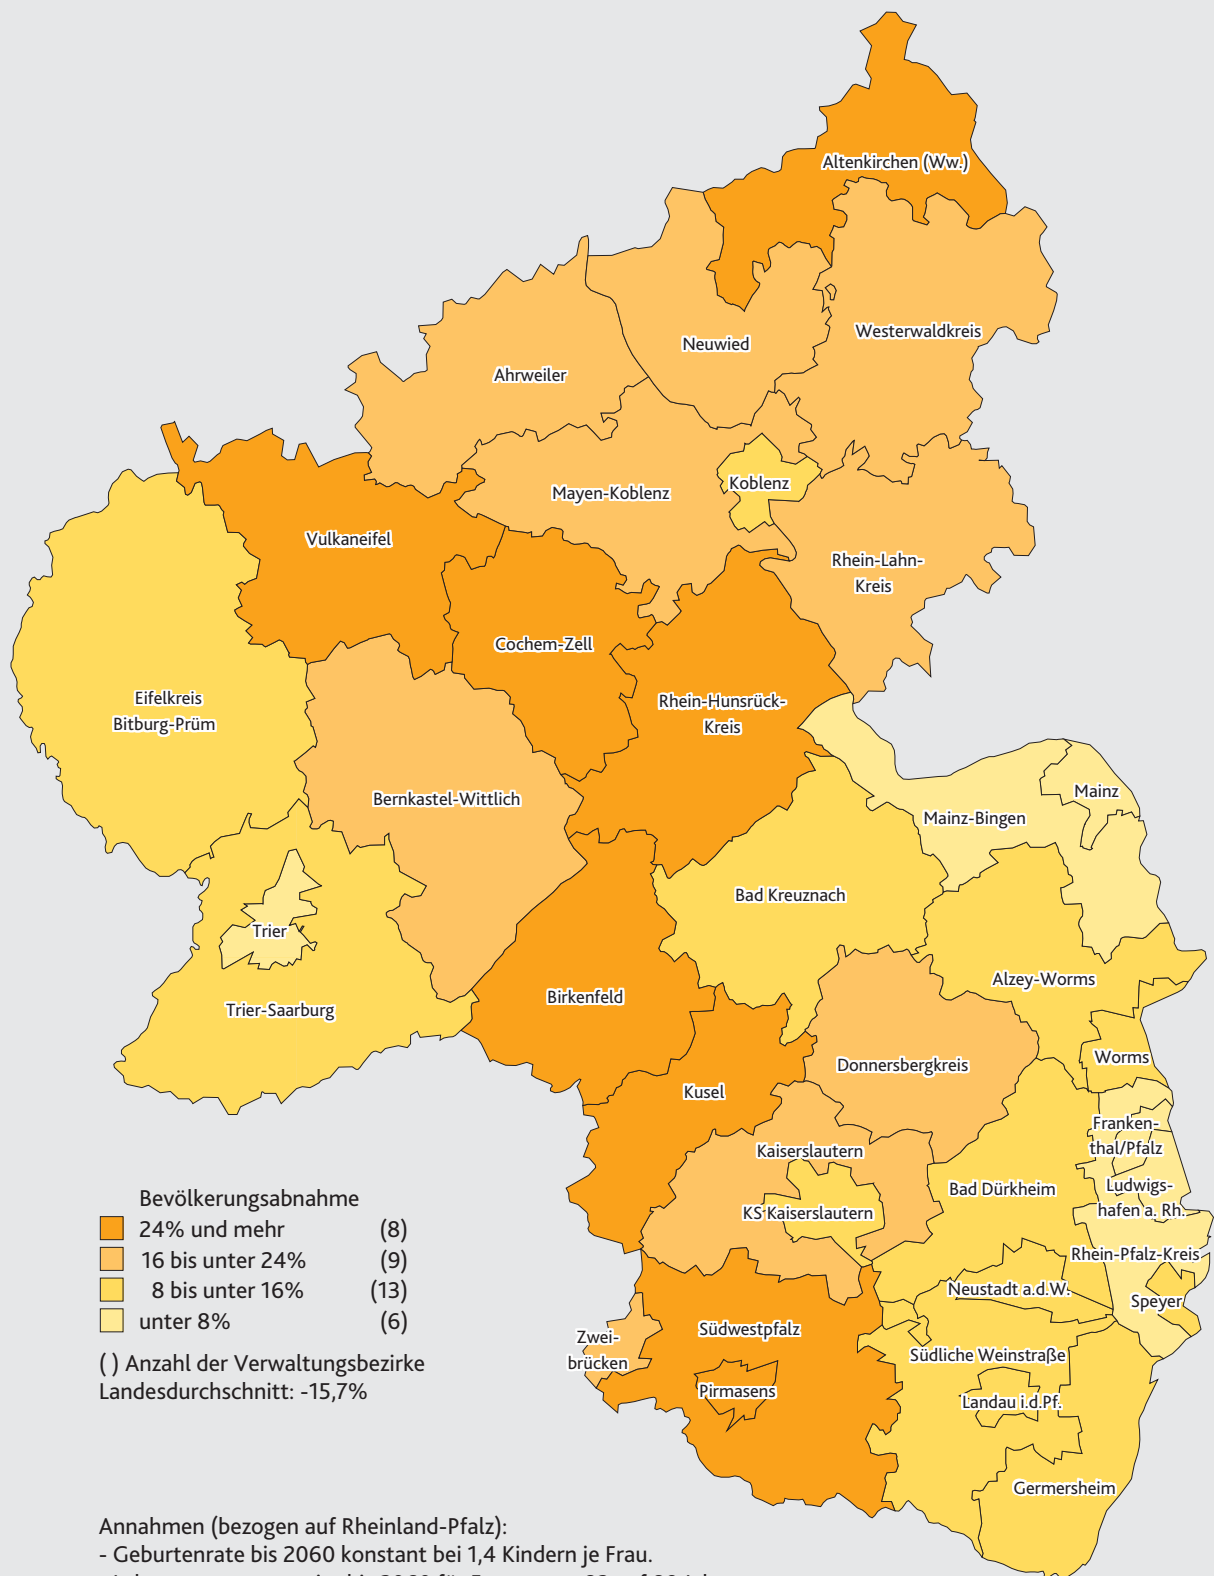 Altenkirchen (Ww.)
Westerwaldkreis
Neuwied
Ahrweiler
Mayen-Koblenz
Koblenz
Vulkaneifel
Rhein-Lahn-
Kreis
Cochem-Zell
Eifelkreis
Bitburg-Prüm
Rhein-Hunsrück-
Kreis
Bernkastel-Wittlich
Mainz
Mainz-Bingen
Bad Kreuznach
Trier
Alzey-Worms
Birkenfeld
Trier-Saarburg
Worms
Donnersbergkreis
Kusel
Franken-
thal/Pfalz
Kaiserslautern
Ludwigs-
hafen a. Rh.
Bad Dürkheim
KS Kaiserslautern
Rhein-Pfalz-Kreis
Neustadt a.d.W.
Speyer
Südwestpfalz
Zwei-
brücken
Südliche Weinstraße
Pirmasens
Landau i.d.Pf.
Germersheim
Bevölkerungsabnahme
24% und mehr (8)
16 bis unter 24% (9)
8 bis unter 16% (13)
unter 8% (6)
( ) Anzahl der Verwaltungsbezirke
Landesdurchschnitt: -15,7%
Annahmen (bezogen auf Rheinland-Pfalz):
- Geburtenrate bis 2060 konstant bei 1,4 Kindern je Frau.